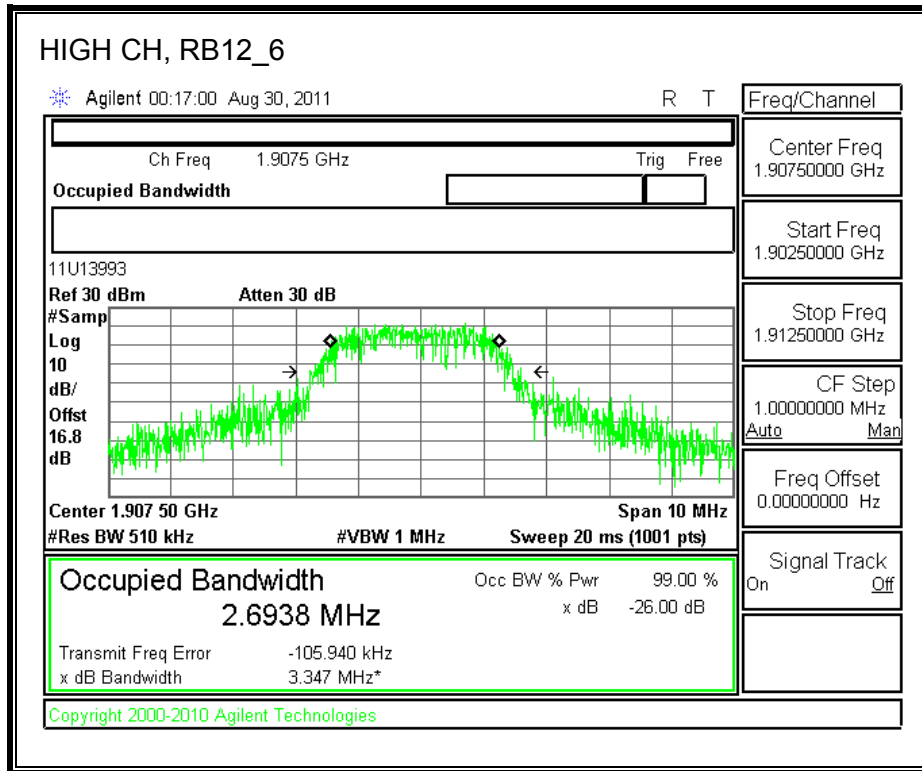 HIGH CH, RB12_6
Agilent 00:17:00 Aug 30, 2011 R T
Freq/Channel
Ch Freq 1.9075 GHz Trig Free
Occupied Bandwidth
Center Freq
1.90750000 GHz
Start Freq
1.90250000 GHz
11U13993
Ref 30 dBm Atten 30 dB
#Samp
Log
10
dB/
Offst
16.8
dB
Stop Freq
1.91250000 GHz
CF Step
1.00000000 MHz
Auto Man
Freq Offset
0.00000000 Hz
Center 1.907 50 GHz Span 10 MHz
#Res BW 510 kHz #VBW 1 MHz Sweep 20 ms (1001 pts)
Signal Track
On Off
Occupied Bandwidth
2.6938 MHz
Occ BW % Pwr 99.00 %
x dB -26.00 dB
Transmit Freq Error -105.940 kHz
x dB Bandwidth 3.347 MHz*
Copyright 2000-2010 Agilent Technologies